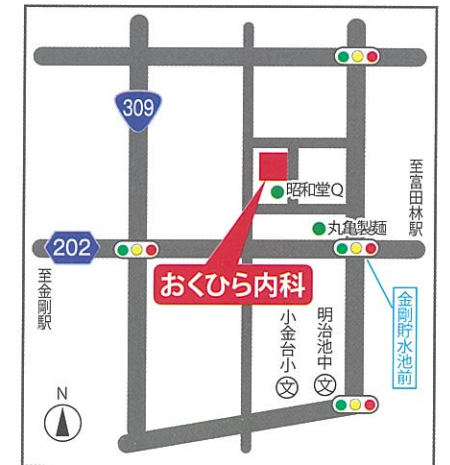 309
昭和堂Q
至富田林駅
丸亀製麺
202
おくひら内科
至金剛駅
金剛貯水池前
小金台小
明治池中
文
文
N